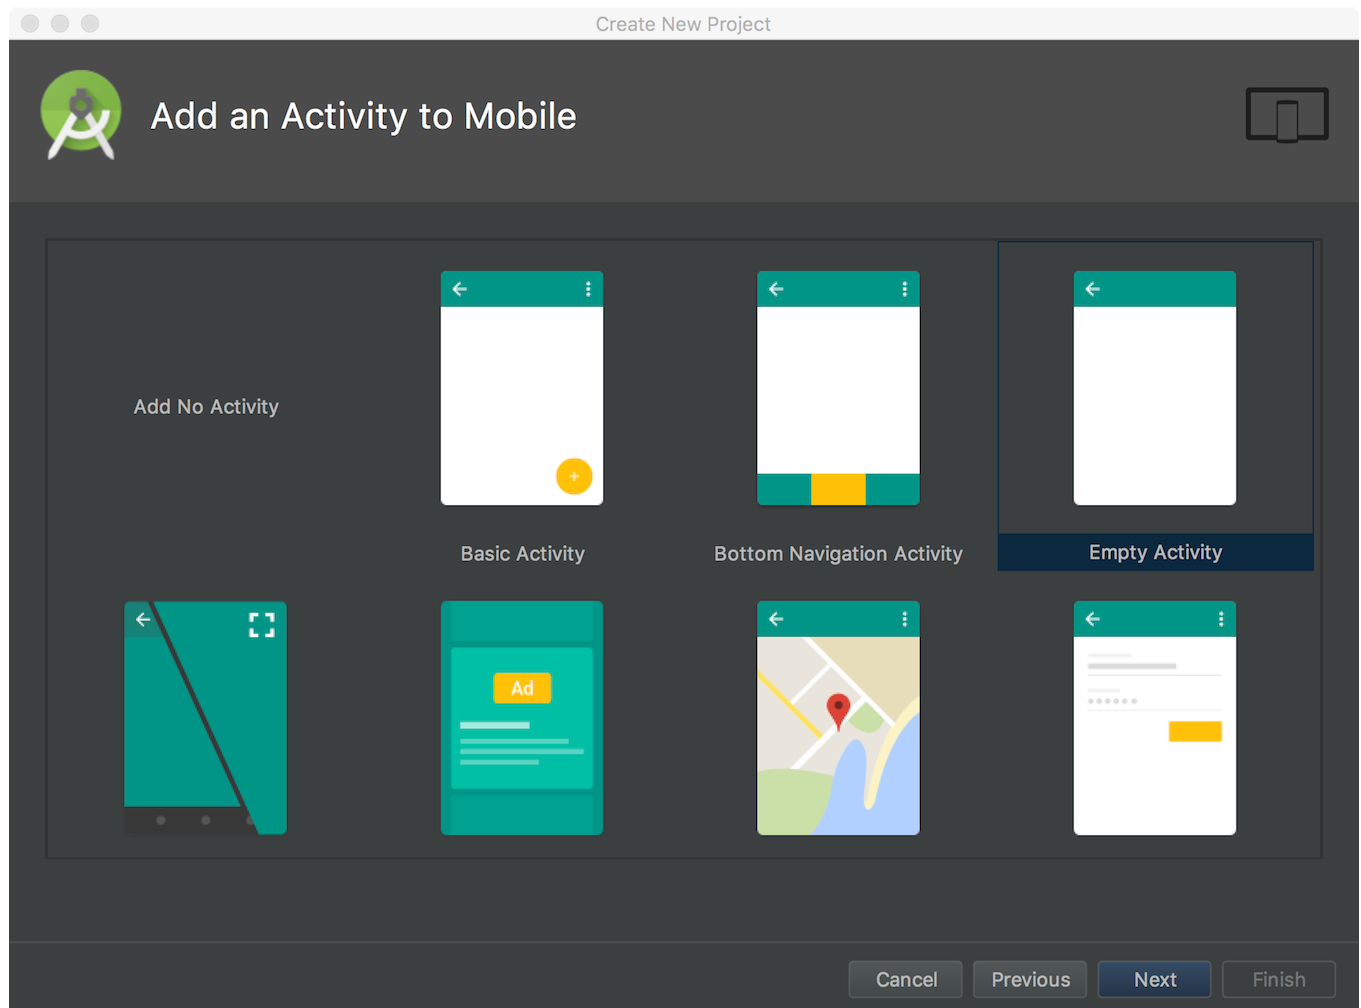 Create New Project
Add an Activity to Mobile
Add No Activity
Basic Activity
Bottom Navigation Activity
Empty Activity
Ad
Cancel
Previous
Next
Finish